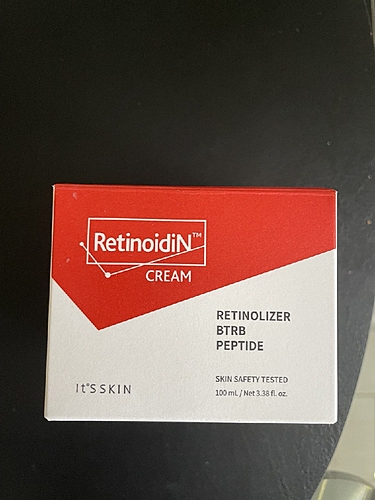 RetinoidiN™
CREAM
RETINOLIZER
BTRB
PEPTIDE
SKIN SAFETY TESTED
100 mL / Net 3.38 fl. oz.
It'S SKIN